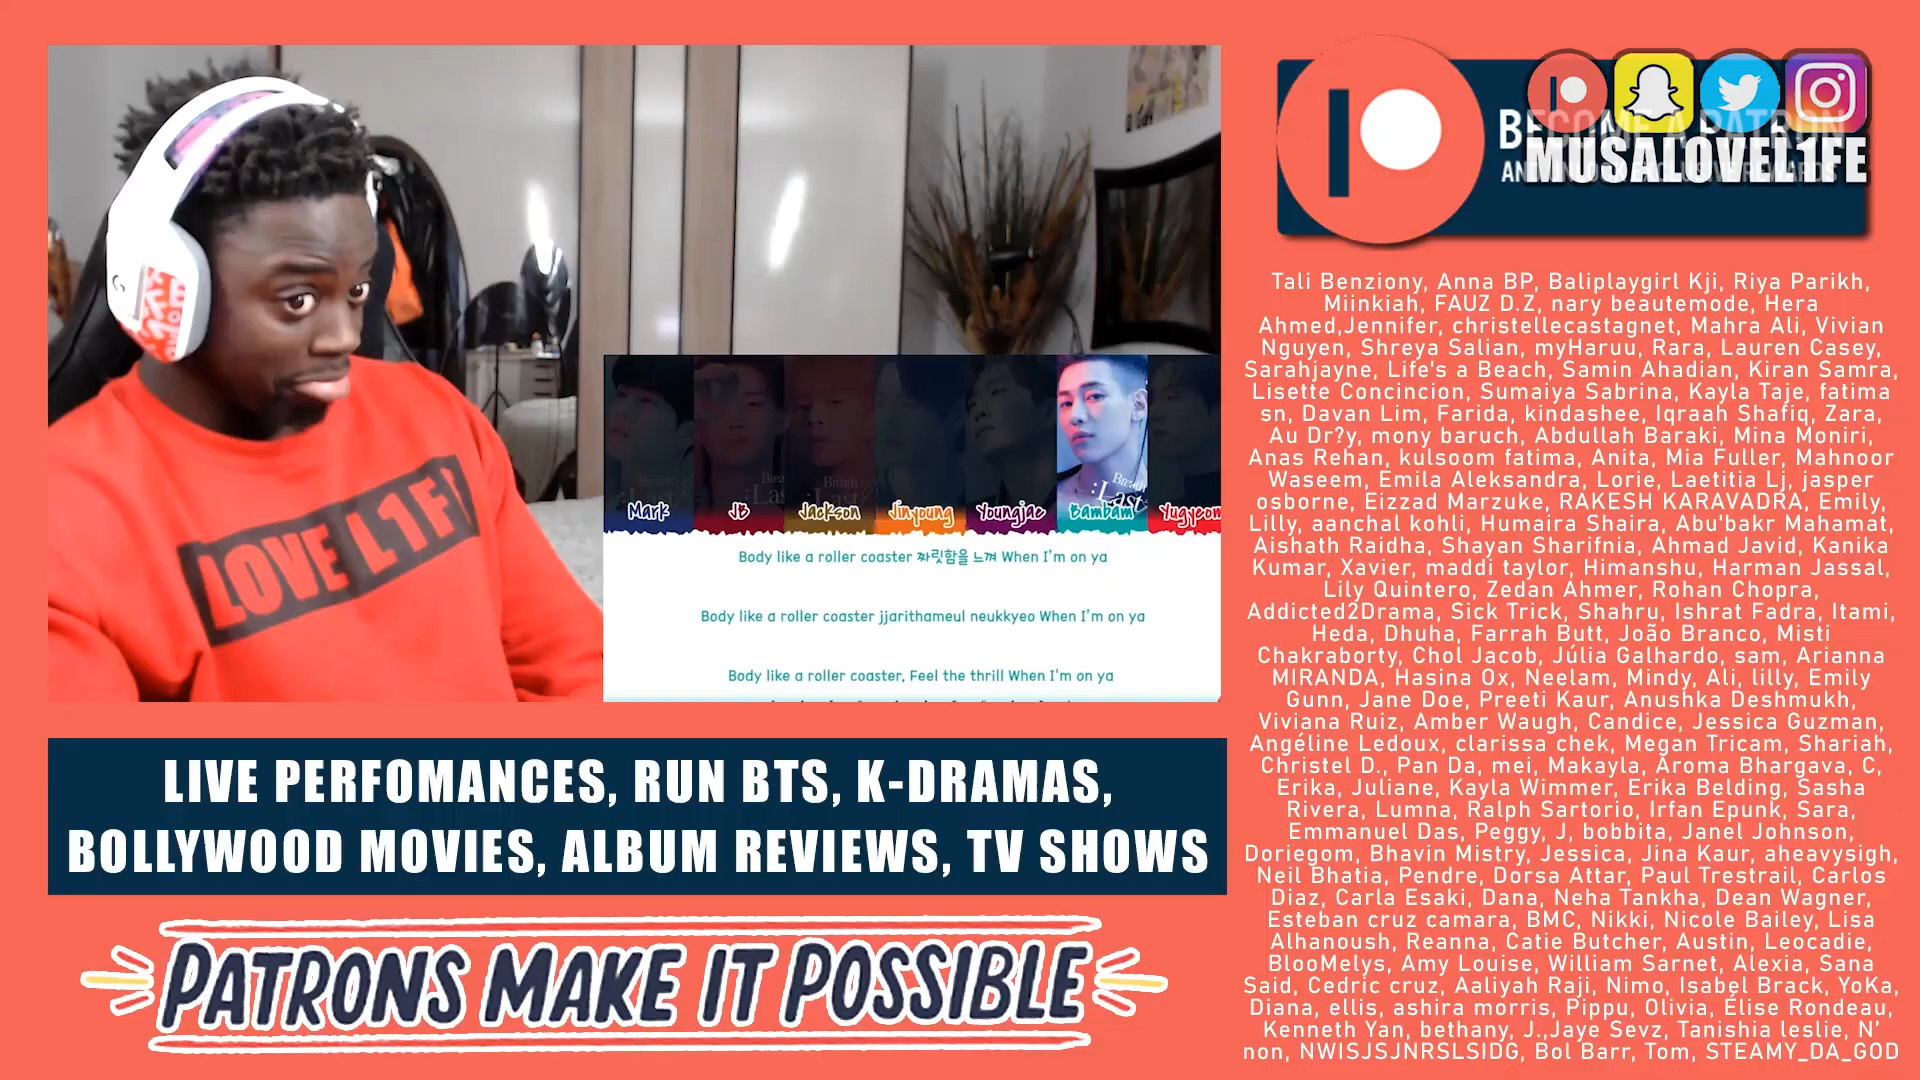 BECOME A PATRON
MUSALOVEL1FE
LOVE L1FE
Breath
:Last
Mark
JB
Jackson
Jinyoung
Youngjae
Bambam
Yugyeom
Body like a roller coaster 짜릿함을 느껴 When I'm on ya
Body like a roller coaster jjarithameul neukkyeo When I'm on ya
Body like a roller coaster, Feel the thrill When I'm on ya
LIVE PERFOMANCES, RUN BTS, K-DRAMAS,
BOLLYWOOD MOVIES, ALBUM REVIEWS, TV SHOWS
PATRONS MAKE IT POSSIBLE
Tali Benziony, Anna BP, Baliplaygirl Kji, Riya Parikh,
Miinkiah, FAUZ D.Z, nary beautemode, Hera
Ahmed,Jennifer, christellecastagnet, Mahra Ali, Vivian
Nguyen, Shreya Salian, myHaruu, Rara, Lauren Casey,
Sarahjayne, Life's a Beach, Samin Ahadian, Kiran Samra,
Lisette Concincion, Sumaiya Sabrina, Kayla Taje, fatima
sn, Davan Lim, Farida, kindashee, Iqraah Shafiq, Zara,
Au Dr?y, mony baruch, Abdullah Baraki, Mina Moniri,
Anas Rehan, kulsoom fatima, Anita, Mia Fuller, Mahnoor
Waseem, Emilia Aleksandra, Lorie, Laetitia Lj, jasper
osborne, Eizzad Marzuke, RAKESH KARAVADRA, Emily,
Lilly, aanchal kohli, Humaira Shaira, Abu'bakr Mahamat,
Aishath Raidha, Shayan Sharifnia, Ahmad Javid, Kanika
Kumar, Xavier, maddi taylor, Himanshu, Harman Jassal,
Lily Quintero, Zedan Ahmer, Rohan Chopra,
Addicted2Drama, Sick Trick, Shahru, Ishrat Fadra, Itami,
Heda, Dhuha, Farrah Butt, João Branco, Misti
Chakraborty, Chol Jacob, Júlia Galhardo, sam, Arianna
MIRANDA, Hasina Ox, Neelam, Mindy, Ali, lilly, Emily
Gunn, Jane Doe, Preeti Kaur, Anushka Deshmukh,
Viviana Ruiz, Amber Waugh, Candice, Jessica Guzman,
Angéline Ledoux, clarissa chek, Megan Tricam, Shariah,
Christel D., Pan Da, mei, Makayla, Aroma Bhargava, C,
Erika, Juliane, Kayla Wimmer, Erika Belding, Sasha
Rivera, Lumna, Ralph Sartorio, Irfan Epunk, Sara,
Emmanuel Das, Peggy, J, bobbita, Janel Johnson,
Doriegom, Bhavin Mistry, Jessica, Jina Kaur, aheavysigh,
Neil Bhatia, Pendre, Dorsa Attar, Paul Trestrail, Carlos
Diaz, Carla Esaki, Dana, Neha Tankha, Dean Wagner,
Esteban cruz camara, BMC, Nikki, Nicole Bailey, Lisa
Alhanoush, Reanna, Catie Butcher, Austin, Leocadie,
BlooMelys, Amy Louise, William Sarnet, Alexia, Sana
Said, Cedric cruz, Aaliyah Raji, Nimo, Isabel Brack, YoKa,
Diana, ellis, ashira morris, Pippu, Olivia, Élise Rondeau,
Kenneth Yan, bethany, J.,Jaye Sevz, Tanishia leslie, N'
non, NWISJSJNRSLSIDG, Bol Barr, Tom, STEAMY_DA_GOD